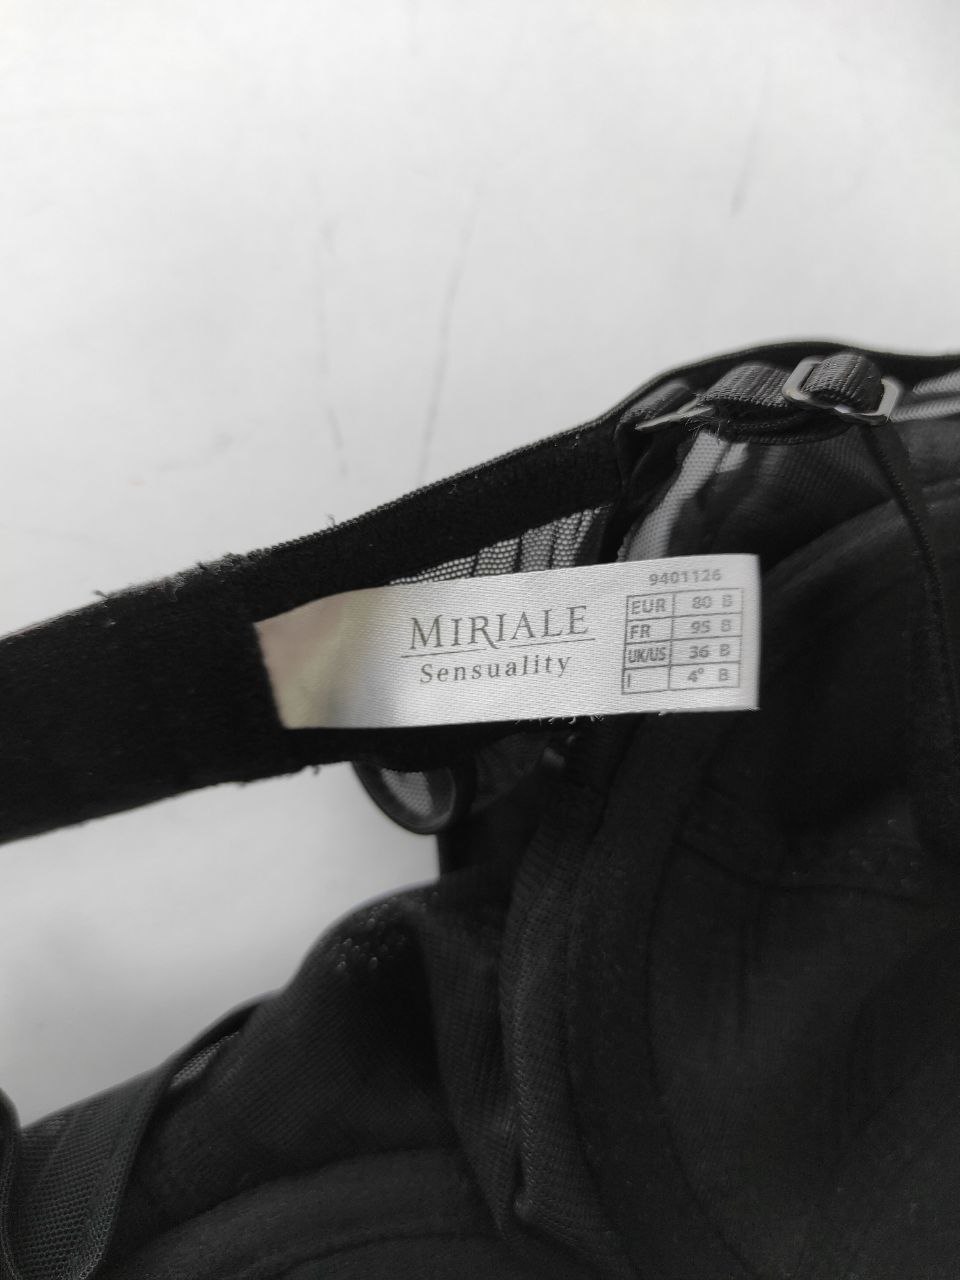 MIRIALE
Sensuality
9401126
EUR 80 B
FR 95 B
UK/US 36 B
I 4° B